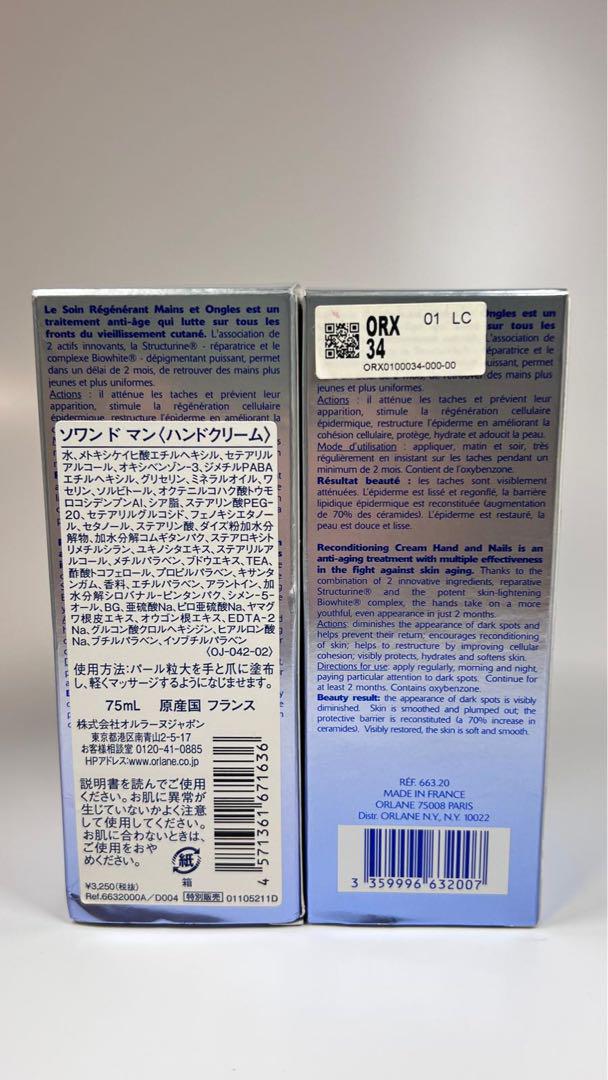 Le Soin Régénérant Mains et Ongles est un
traitement anti-âge qui lutte sur tous les
fronts du vieillissement cutané. L'association de
2 actifs innovants, la Structurine® - réparatrice et le
complexe Biowhite® - dépigmentant puissant, permet
dans un délai de 2 mois, de retrouver des mains plus
jeunes et plus uniformes.
Actions : il atténue les taches et prévient leur
apparition, stimule la régénération cellulaire
épidermique, restructure l'épiderme en améliorant la
ソワン ド マン〈ハンドクリーム〉
水、メトキシケイヒ酸エチルヘキシル、セテアリル
アルコール、オキシベンゾン-3、ジメチルPABA
エチルヘキシル、グリセリン、ミネラルオイル、ワ
セリン、ソルビトール、オクテニルコハク酸トウモ
ロコシデンプンAl、シア脂、ステアリン酸PEG-
20、セテアリルグルコシド、フェノキシエタノー
ル、セタノール、ステアリン酸、ダイズ粉加水分
解物、加水分解コムギタンパク、ステアロキシト
リメチルシラン、ユキノシタエキス、ステアリルア
ルコール、メチルパラベン、ブドウエキス、TEA、
酢酸トコフェロール、プロピルパラベン、キサンタ
ンガム、香料、エチルパラベン、アラントイン、加
水分解シロバナルーピンタンパク、シメン-5-
オール、BG、亜硫酸Na、ピロ亜硫酸Na、ヤマグ
ワ根皮エキス、オウゴン根エキス、EDTA-2
Na、グルコン酸クロルヘキシジン、ヒアルロン酸
Na、ブチルパラベン、イソブチルパラベン
〈OJ-042-02〉
使用方法:パール粒大を手と爪に塗布
し、軽くマッサージするようになじませます。
75mL 原産国 フランス
株式会社オルラーヌジャポン
東京都港区南青山2-5-17
お客様相談室 0120-41-0885
HPアドレス:www.orlane.co.jp
説明書を読んでご使用
ください。お肌に異常が
生じていないかよく注意
して使用してください。
お肌に合わないときは、
ご使用をおや
めください。
紙
箱
¥3,250(税抜)
Ref.6632000A/D004 特別販売 01105211D
4 571361 671636
ORX
34
01 LC
ORX0100034-000-00
Ongles est un
sur tous les
L'association de
éparatrice et le
puissant, permet
jeunes et plus uniformes.
Actions : il atténue les taches et prévient leur
apparition, stimule la régénération cellulaire
épidermique, restructure l'épiderme en améliorant la
cohésion cellulaire, protège, hydrate et adoucit la peau.
Mode d'utilisation : appliquer, matin et soir, très
régulièrement en insistant sur les taches pendant un
minimum de 2 mois. Contient de l'oxybenzone.
Résultat beauté : les taches sont visiblement
atténuées. L'épiderme est lissé et regonflé, la barrière
lipidique épidermique est reconstituée (augmentation
de 70% des céramides). L'épiderme est restauré, la
peau est douce et lisse.
Reconditioning Cream Hand and Nails is an
anti-aging treatment with multiple effectiveness
in the fight against skin aging. Thanks to the
combination of 2 innovative ingredients, reparative
Structurine® and the potent skin-lightening
Biowhite® complex, the hands take on a more
youthful, even appearance in just 2 months.
Actions: diminishes the appearance of dark spots and
helps prevent their return; encourages reconditioning
of skin; helps to restructure by improving cellular
cohesion; visibly protects, hydrates and softens skin.
Directions for use: apply regularly, morning and night,
paying particular attention to dark spots. Continue for
at least 2 months. Contains oxybenzone.
Beauty result: the appearance of dark spots is visibly
diminished. Skin is smoothed and plumped out; the
protective barrier is reconstituted (a 70% increase in
ceramides). Visibly restored, the skin is soft and smooth.
RÉF. 663.20
MADE IN FRANCE
ORLANE 75008 PARIS
Distr. ORLANE N.Y., N.Y. 10022
3 359996 632007